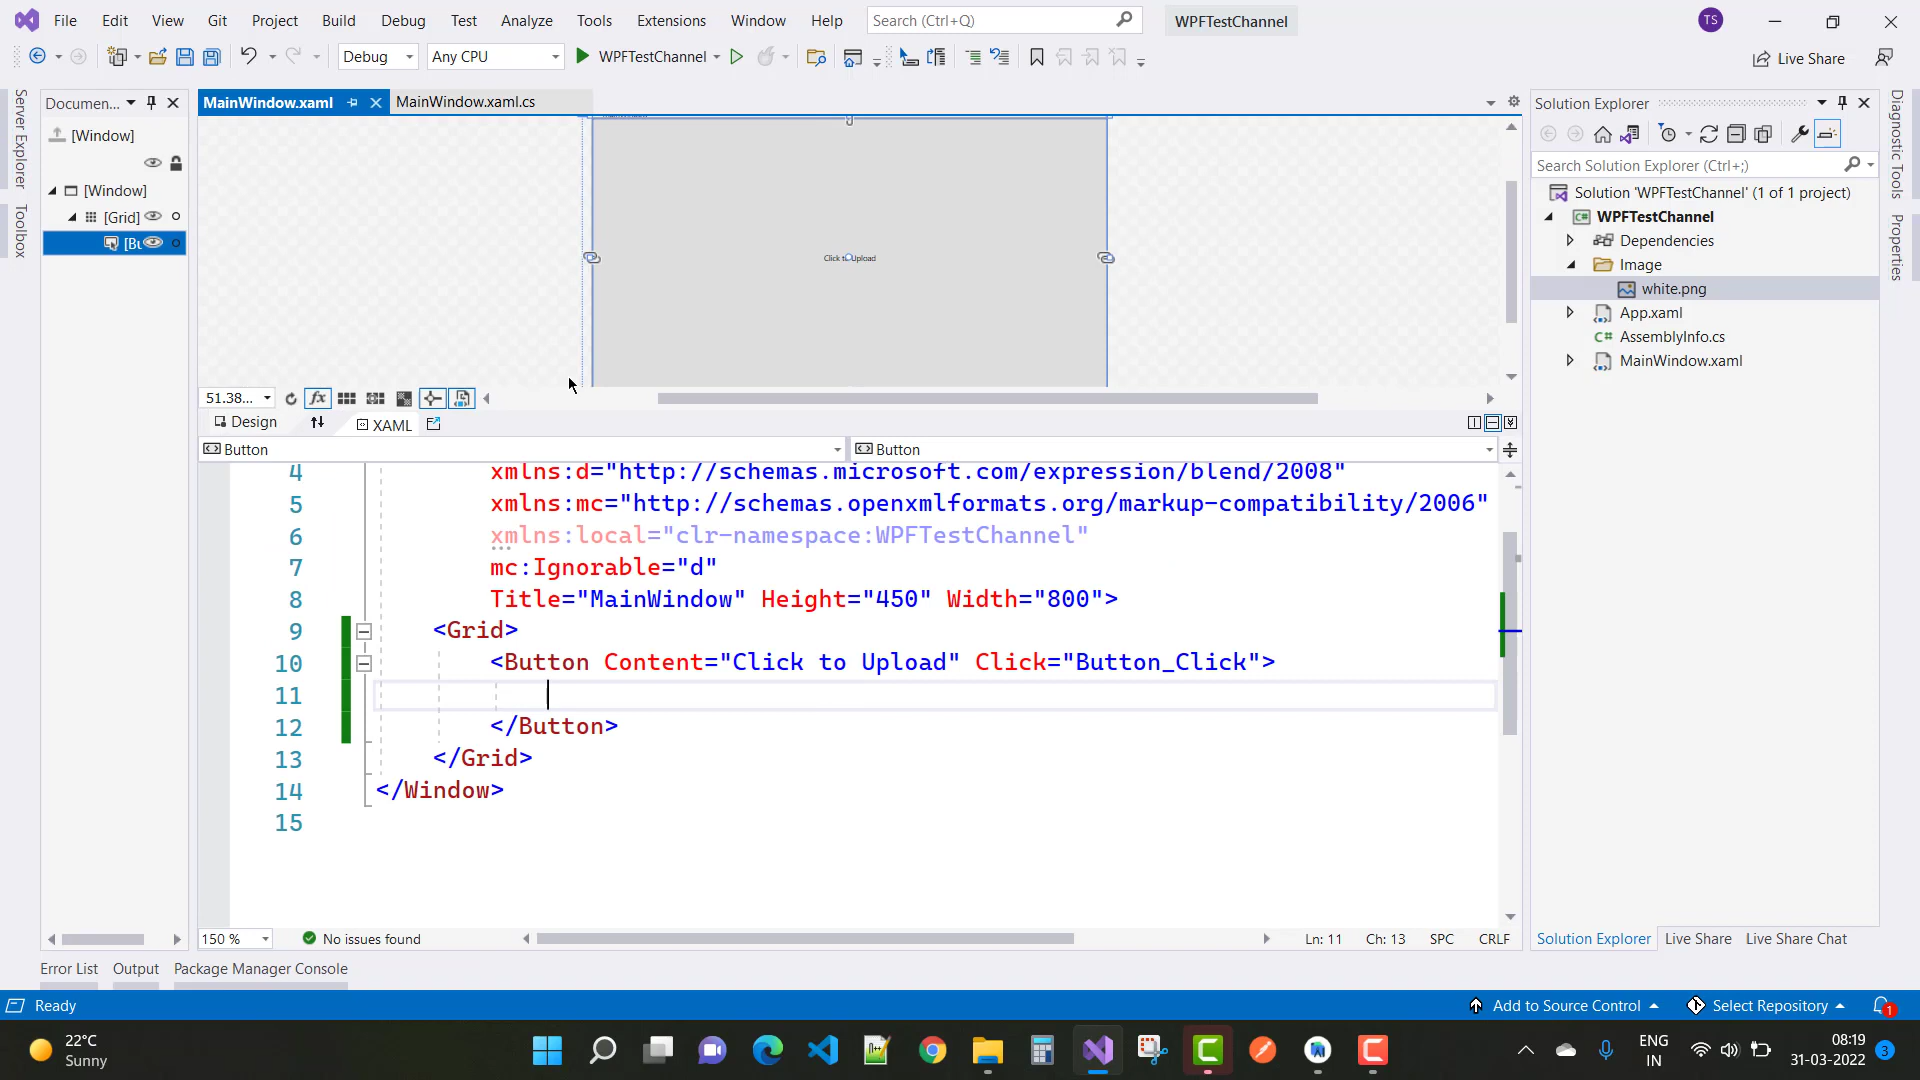 File Edit View Git Project Build Debug Test Analyze Tools Extensions Window Help Search (Ctrl+Q) WPFTestChannel TS
Debug Any CPU WPFTestChannel Live Share
Server Explorer
Toolbox
Documen...
[Window]
[Window]
[Grid]
[Bu
MainWindow.xaml MainWindow.xaml.cs
Click to Upload
51.38... fx
Design XAML
Button Button
4 xmlns:d="http://schemas.microsoft.com/expression/blend/2008"
5 xmlns:mc="http://schemas.openxmlformats.org/markup-compatibility/2006"
6 xmlns:local="clr-namespace:WPFTestChannel"
7 mc:Ignorable="d"
8 Title="MainWindow" Height="450" Width="800">
9 <Grid>
10 <Button Content="Click to Upload" Click="Button_Click">
11
12 </Button>
13 </Grid>
14 </Window>
15
150 % No issues found Ln: 11 Ch: 13 SPC CRLF
Solution Explorer
Search Solution Explorer (Ctrl+;)
Solution 'WPFTestChannel' (1 of 1 project)
C# WPFTestChannel
Dependencies
Image
white.png
App.xaml
C# AssemblyInfo.cs
MainWindow.xaml
Solution Explorer Live Share Live Share Chat
Diagnostic Tools
Properties
Error List Output Package Manager Console
Ready Add to Source Control Select Repository 1
22°C
Sunny
ENG
IN
08:19
31-03-2022
3